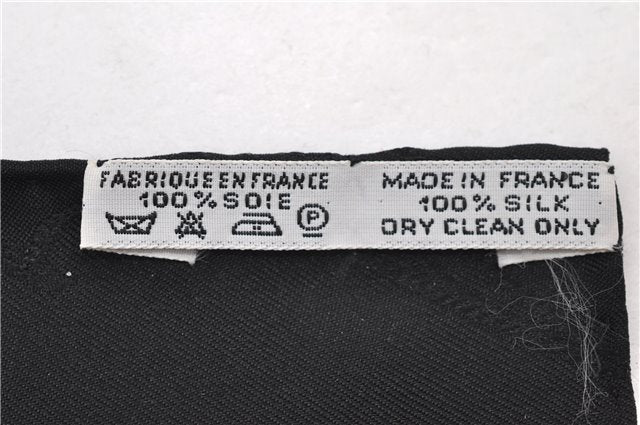 FABRIQUE EN FRANCE
100% SOIE
P
MADE IN FRANCE
100% SILK
DRY CLEAN ONLY